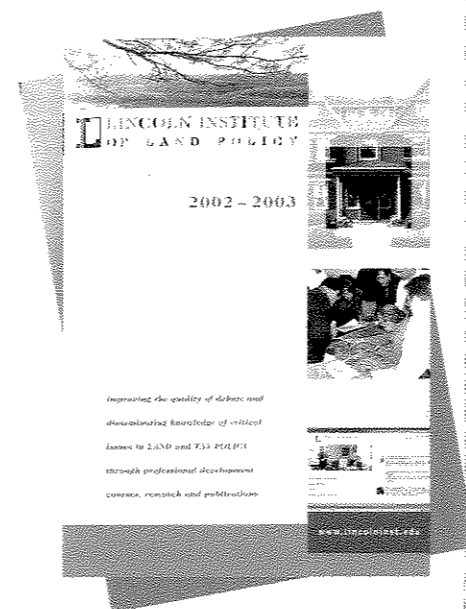 LINCOLN INSTITUTE
OF LAND POLICY
2002 – 2003
improving the quality of debate and
disseminating knowledge of critical
issues in LAND and TAX POLICY
through professional development
courses, research and publications
www.lincolninst.edu